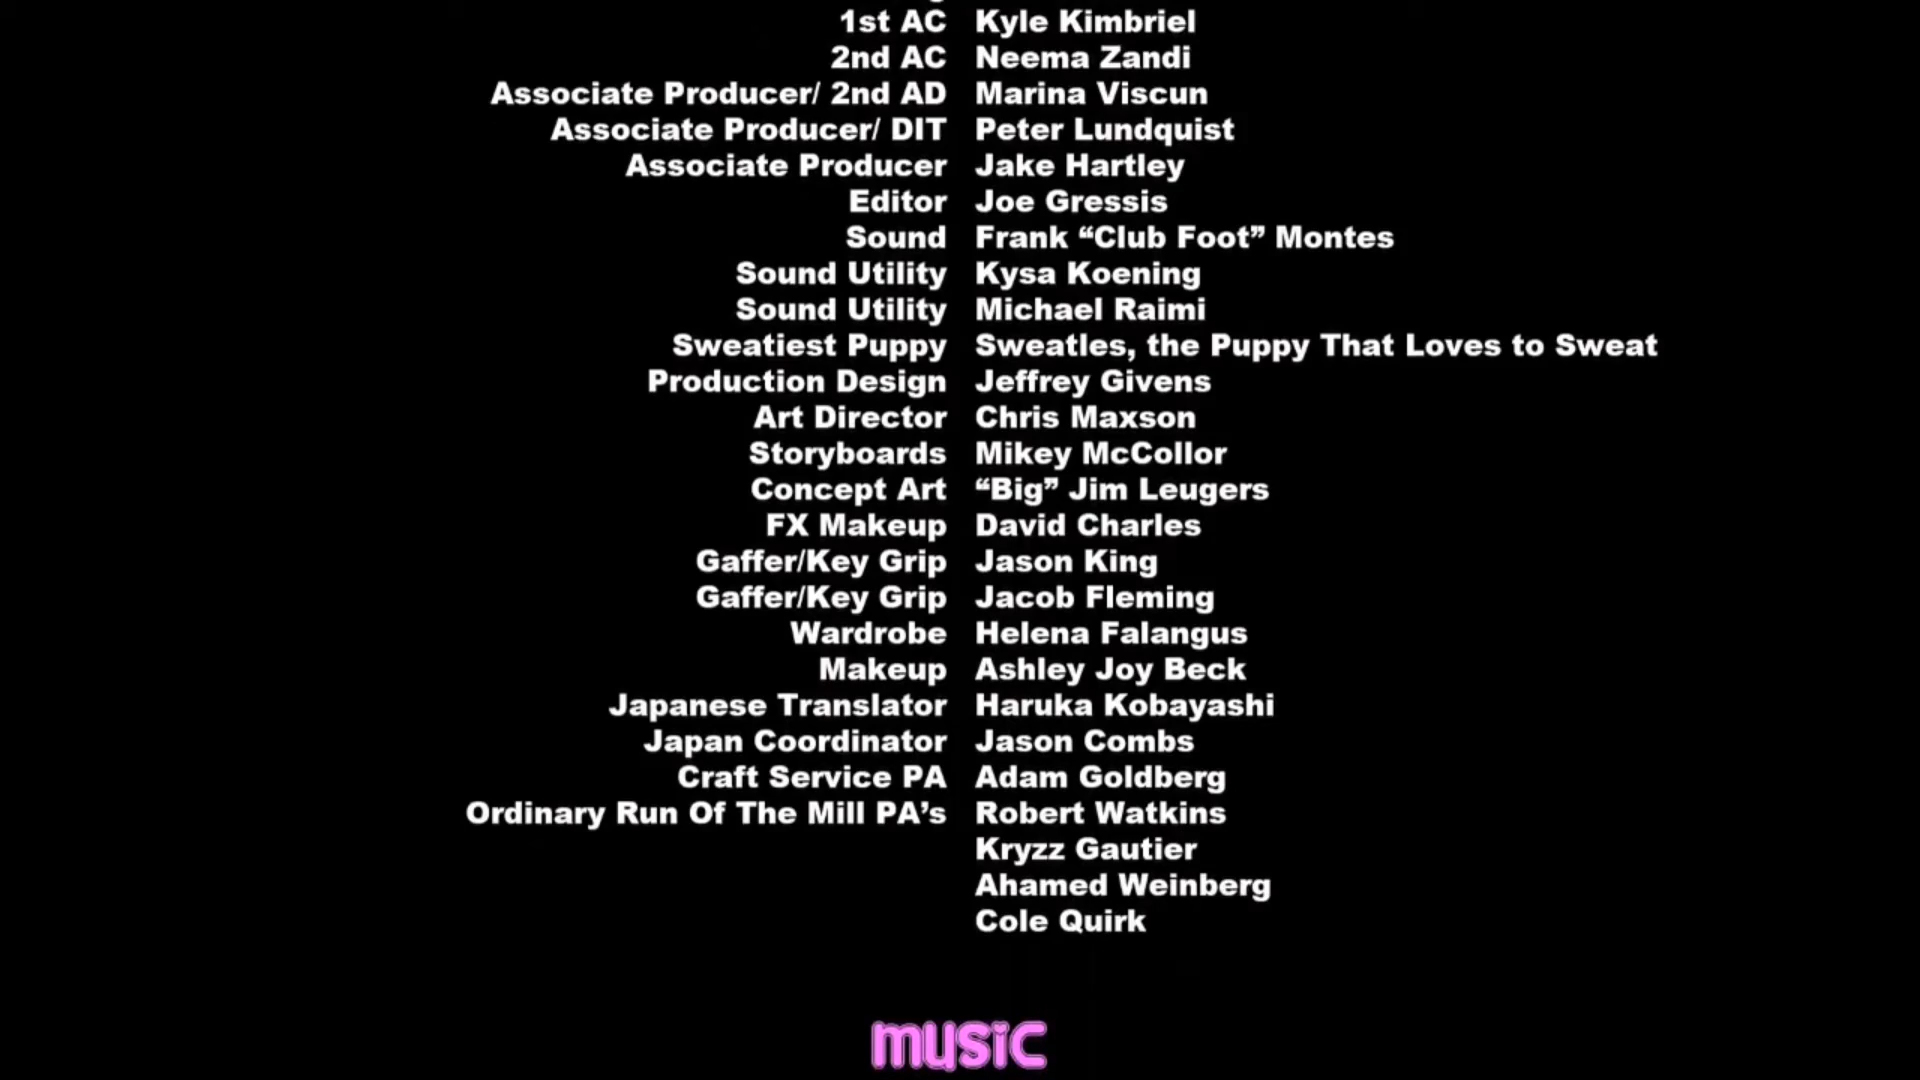 1st AC Kyle Kimbriel
2nd AC Neema Zandi
Associate Producer/ 2nd AD Marina Viscun
Associate Producer/ DIT Peter Lundquist
Associate Producer Jake Hartley
Editor Joe Gressis
Sound Frank “Club Foot” Montes
Sound Utility Kysa Koening
Sound Utility Michael Raimi
Sweatiest Puppy Sweatles, the Puppy That Loves to Sweat
Production Design Jeffrey Givens
Art Director Chris Maxson
Storyboards Mikey McCollor
Concept Art “Big” Jim Leugers
FX Makeup David Charles
Gaffer/Key Grip Jason King
Gaffer/Key Grip Jacob Fleming
Wardrobe Helena Falangus
Makeup Ashley Joy Beck
Japanese Translator Haruka Kobayashi
Japan Coordinator Jason Combs
Craft Service PA Adam Goldberg
Ordinary Run Of The Mill PA’s Robert Watkins
Kryzz Gautier
Ahamed Weinberg
Cole Quirk
music